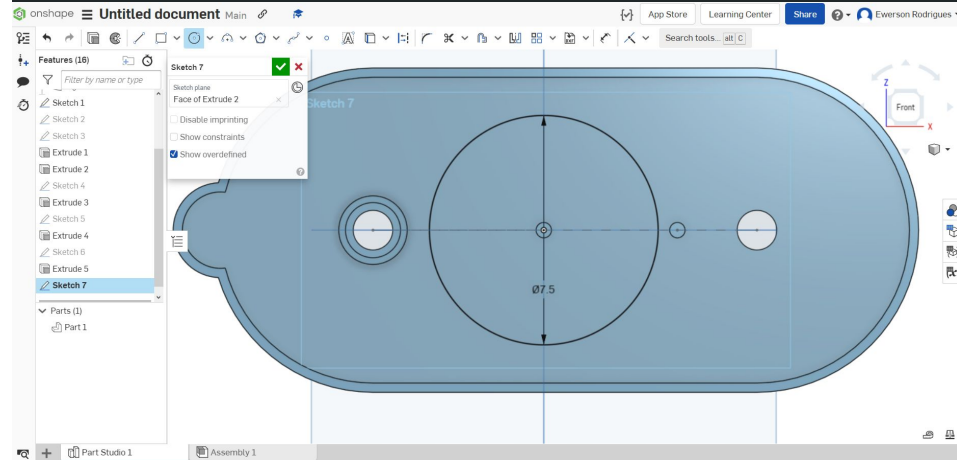 onshape Untitled document Main App Store Learning Center Share Ewerson Rodrigues
Search tools... alt C
Features (16)
Filter by name or type
Sketch 1
Sketch 2
Sketch 3
Extrude 1
Extrude 2
Sketch 4
Extrude 3
Sketch 5
Extrude 4
Sketch 6
Extrude 5
Sketch 7
Parts (1)
Part 1
Sketch 7
Sketch plane
Face of Extrude 2
Disable imprinting
Show constraints
Show overdefined
Sketch 7
Ø7.5
Z
Front
X
Part Studio 1
Assembly 1